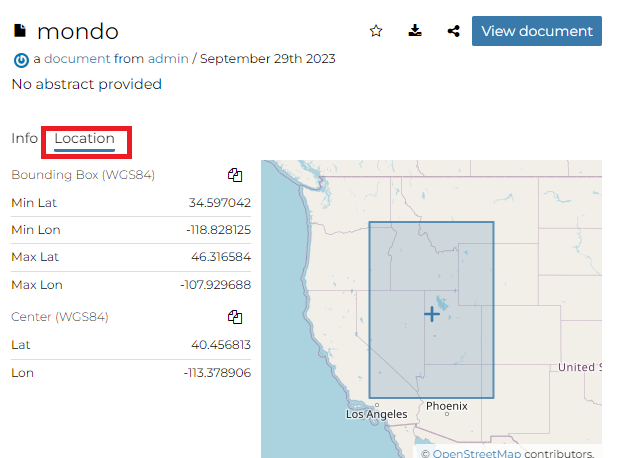 mondo
View document
a document from admin / September 29th 2023
No abstract provided
Info Location
Bounding Box (WGS84)
Min Lat 34.597042
Min Lon -118.828125
Max Lat 46.316584
Max Lon -107.929688
Center (WGS84)
Lat 40.456813
Lon -113.378906
United S
Phoenix
Los Angeles
© OpenStreetMap contributors.